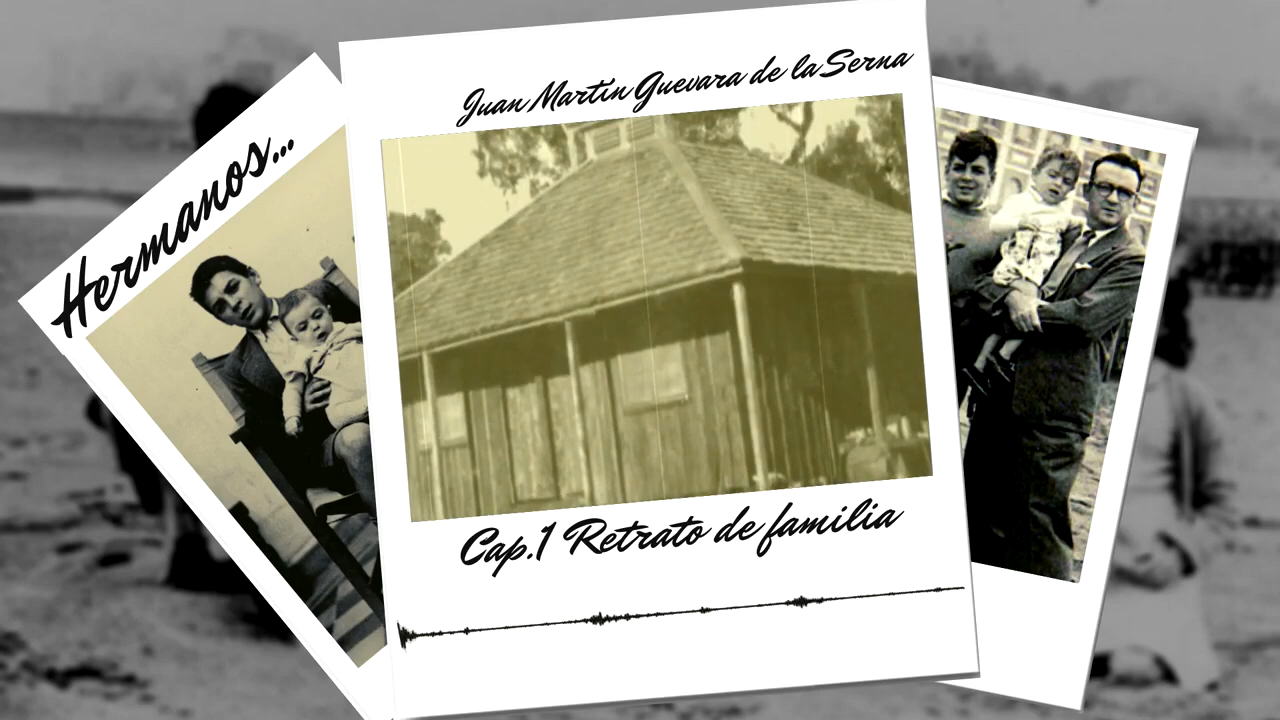 Hermanos...
Juan Martín Guevara de la Serna
Cap.1 Retrato de familia